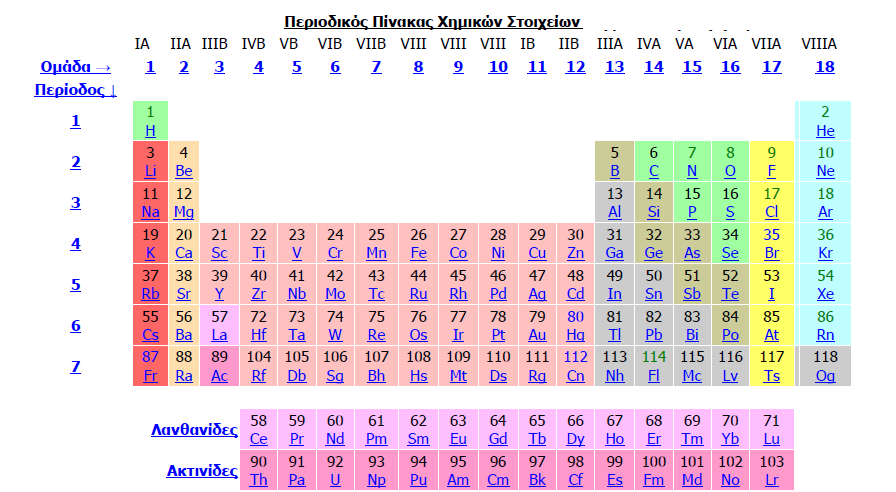 Περιοδικός Πίνακας Χημικών Στοιχείων
IA IIA IIIB IVB VB VIB VIIB VIII VIII VIII IB IIB IIIA IVA VA VIA VIIA VIIIA
Ομάδα → 1 2 3 4 5 6 7 8 9 10 11 12 13 14 15 16 17 18
Περίοδος ↓
1 1 2
H He
2 3 4 5 6 7 8 9 10
Li Be B C N O F Ne
3 11 12 13 14 15 16 17 18
Na Mg Al Si P S Cl Ar
4 19 20 21 22 23 24 25 26 27 28 29 30 31 32 33 34 35 36
K Ca Sc Ti V Cr Mn Fe Co Ni Cu Zn Ga Ge As Se Br Kr
5 37 38 39 40 41 42 43 44 45 46 47 48 49 50 51 52 53 54
Rb Sr Y Zr Nb Mo Tc Ru Rh Pd Ag Cd In Sn Sb Te I Xe
6 55 56 57 72 73 74 75 76 77 78 79 80 81 82 83 84 85 86
Cs Ba La Hf Ta W Re Os Ir Pt Au Hg Tl Pb Bi Po At Rn
7 87 88 89 104 105 106 107 108 109 110 111 112 113 114 115 116 117 118
Fr Ra Ac Rf Db Sg Bh Hs Mt Ds Rg Cn Nh Fl Mc Lv Ts Og
Λανθανίδες 58 59 60 61 62 63 64 65 66 67 68 69 70 71
Ce Pr Nd Pm Sm Eu Gd Tb Dy Ho Er Tm Yb Lu
Ακτινίδες 90 91 92 93 94 95 96 97 98 99 100 101 102 103
Th Pa U Np Pu Am Cm Bk Cf Es Fm Md No Lr